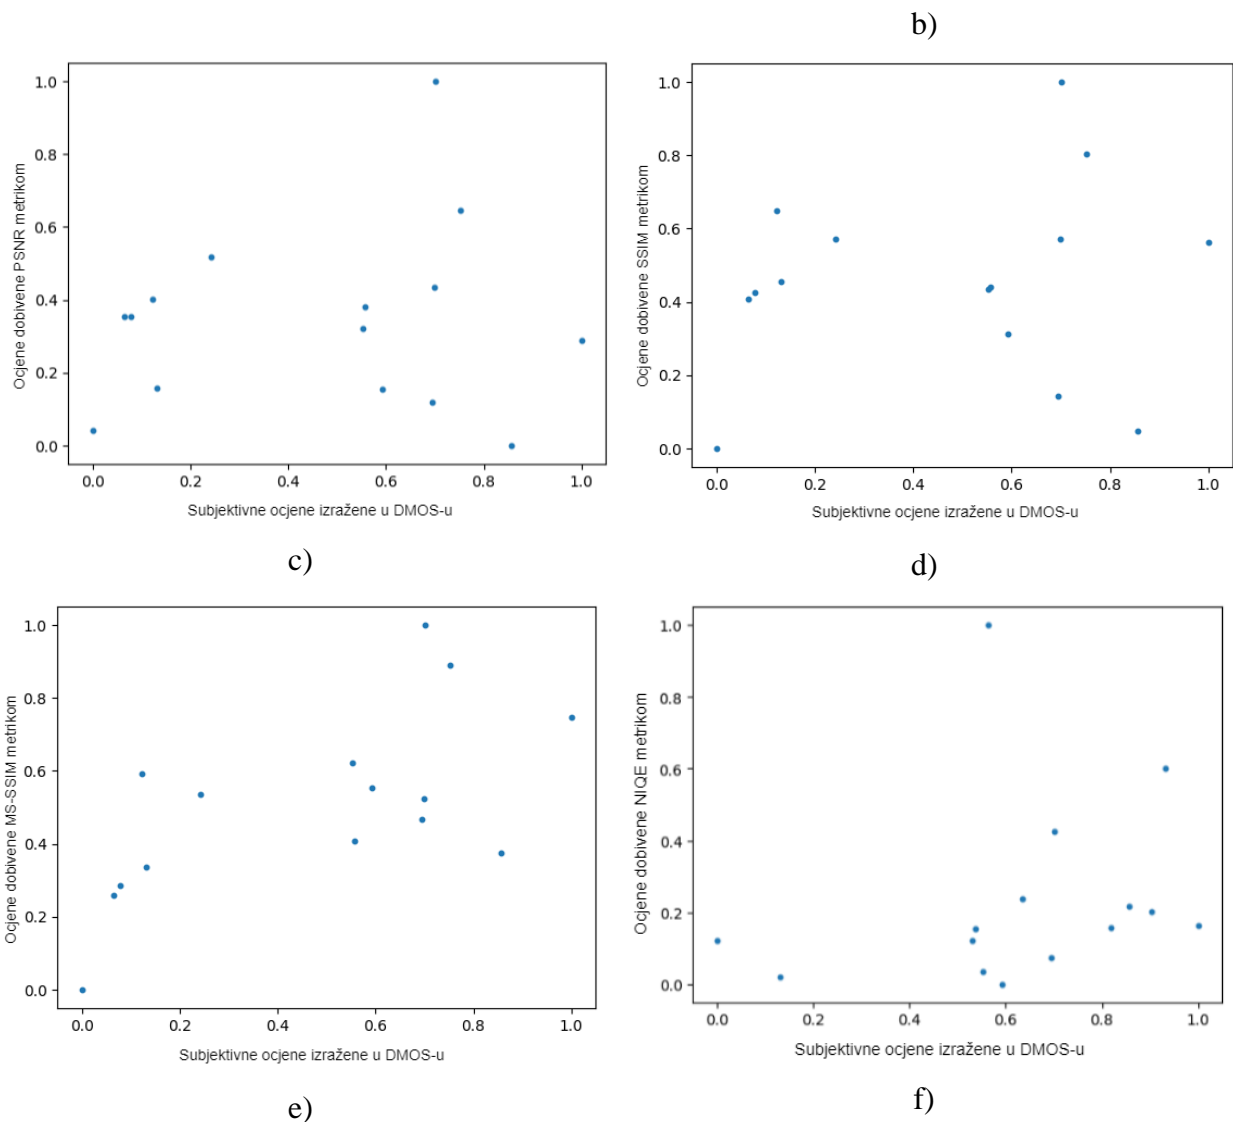 b)
1.0
0.8
0.6
0.4
0.2
0.0
Ocjene dobivene PSNR metrikom
0.0 0.2 0.4 0.6 0.8 1.0
Subjektivne ocjene izražene u DMOS-u
c)
1.0
0.8
0.6
0.4
0.2
0.0
Ocjene dobivene SSIM metrikom
0.0 0.2 0.4 0.6 0.8 1.0
Subjektivne ocjene izražene u DMOS-u
d)
1.0
0.8
0.6
0.4
0.2
0.0
Ocjene dobivene MS-SSIM metrikom
0.0 0.2 0.4 0.6 0.8 1.0
Subjektivne ocjene izražene u DMOS-u
e)
1.0
0.8
0.6
0.4
0.2
0.0
Ocjene dobivene NIQE metrikom
0.0 0.2 0.4 0.6 0.8 1.0
Subjektivne ocjene izražene u DMOS-u
f)